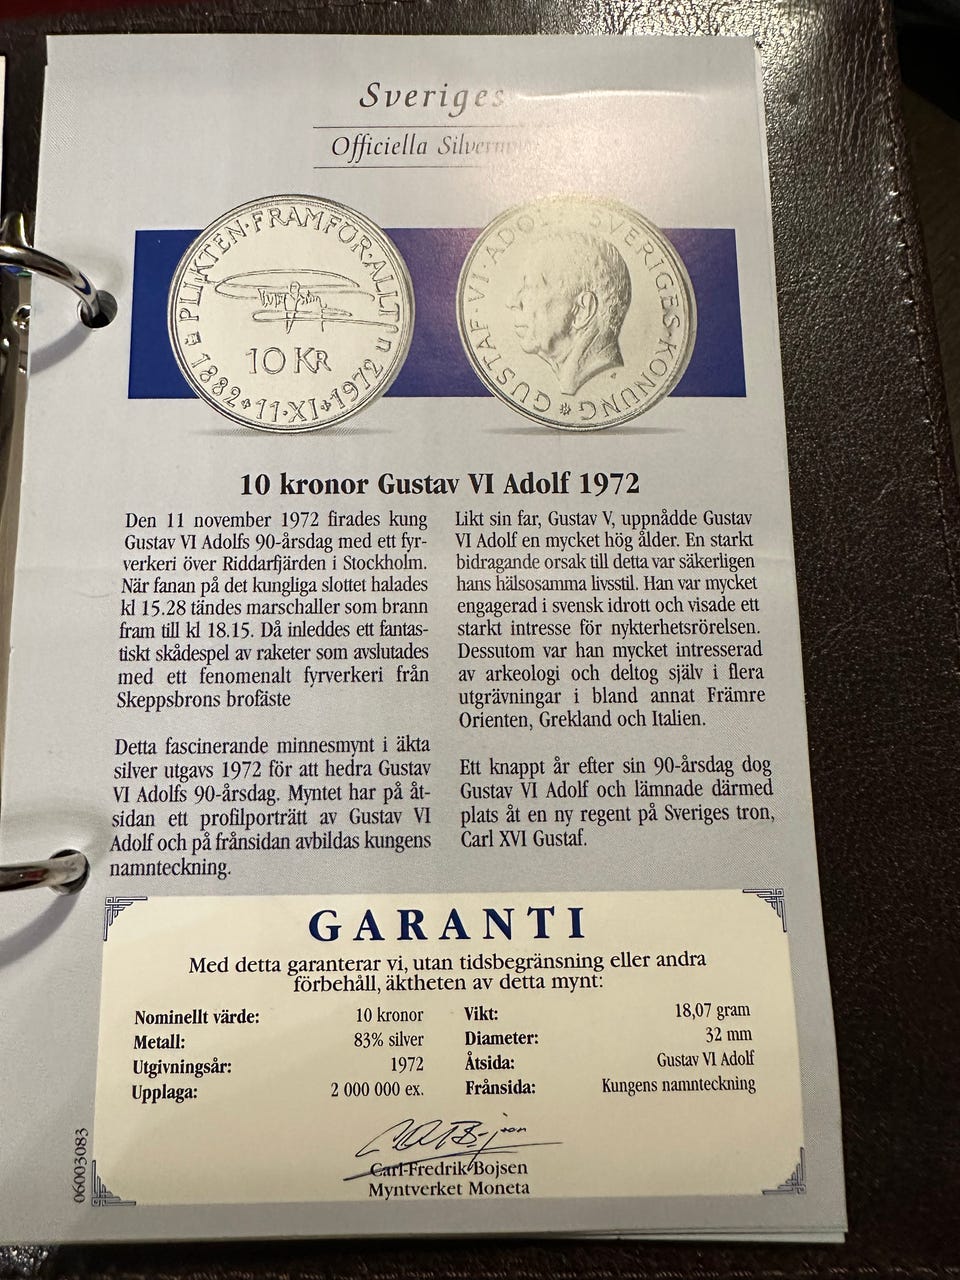 Sveriges
Officiella
PLIKTEN·FRAMFÖR·ALLT
10 KR
1882 11·XI 1972
GUSTAF·VI·ADOLF SVERIGES·KONUNG
10 kronor Gustav VI Adolf 1972
Den 11 november 1972 firades kung
Gustav VI Adolfs 90-årsdag med ett fyr-
verkeri över Riddarfjärden i Stockholm.
När fanan på det kungliga slottet halades
kl 15.28 tändes marschaller som brann
fram till kl 18.15. Då inleddes ett fantas-
tiskt skådespel av raketer som avslutades
med ett fenomenalt fyrverkeri från
Skeppsbrons brofäste
Detta fascinerande minnesmynt i äkta
silver utgavs 1972 för att hedra Gustav
VI Adolfs 90-årsdag. Myntet har på åt-
sidan ett profilporträtt av Gustav VI
Adolf och på frånsidan avbildas kungens
namnteckning.
Likt sin far, Gustav V, uppnådde Gustav
VI Adolf en mycket hög ålder. En starkt
bidragande orsak till detta var säkerligen
hans hälsosamma livsstil. Han var mycket
engagerad i svensk idrott och visade ett
starkt intresse för nykterhetsrörelsen.
Dessutom var han mycket intresserad
av arkeologi och deltog själv i flera
utgrävningar i bland annat Främre
Orienten, Grekland och Italien.
Ett knappt år efter sin 90-årsdag dog
Gustav VI Adolf och lämnade därmed
plats åt en ny regent på Sveriges tron,
Carl XVI Gustaf.
GARANTI
Med detta garanterar vi, utan tidsbegränsning eller andra
förbehåll, äktheten av detta mynt:
Nominellt värde: 10 kronor
Metall: 83% silver
Utgivningsår: 1972
Upplaga: 2 000 000 ex.
Vikt: 18,07 gram
Diameter: 32 mm
Åtsida: Gustav VI Adolf
Frånsida: Kungens namnteckning
Carl-Fredrik Bojsen
Myntverket Moneta
06003083